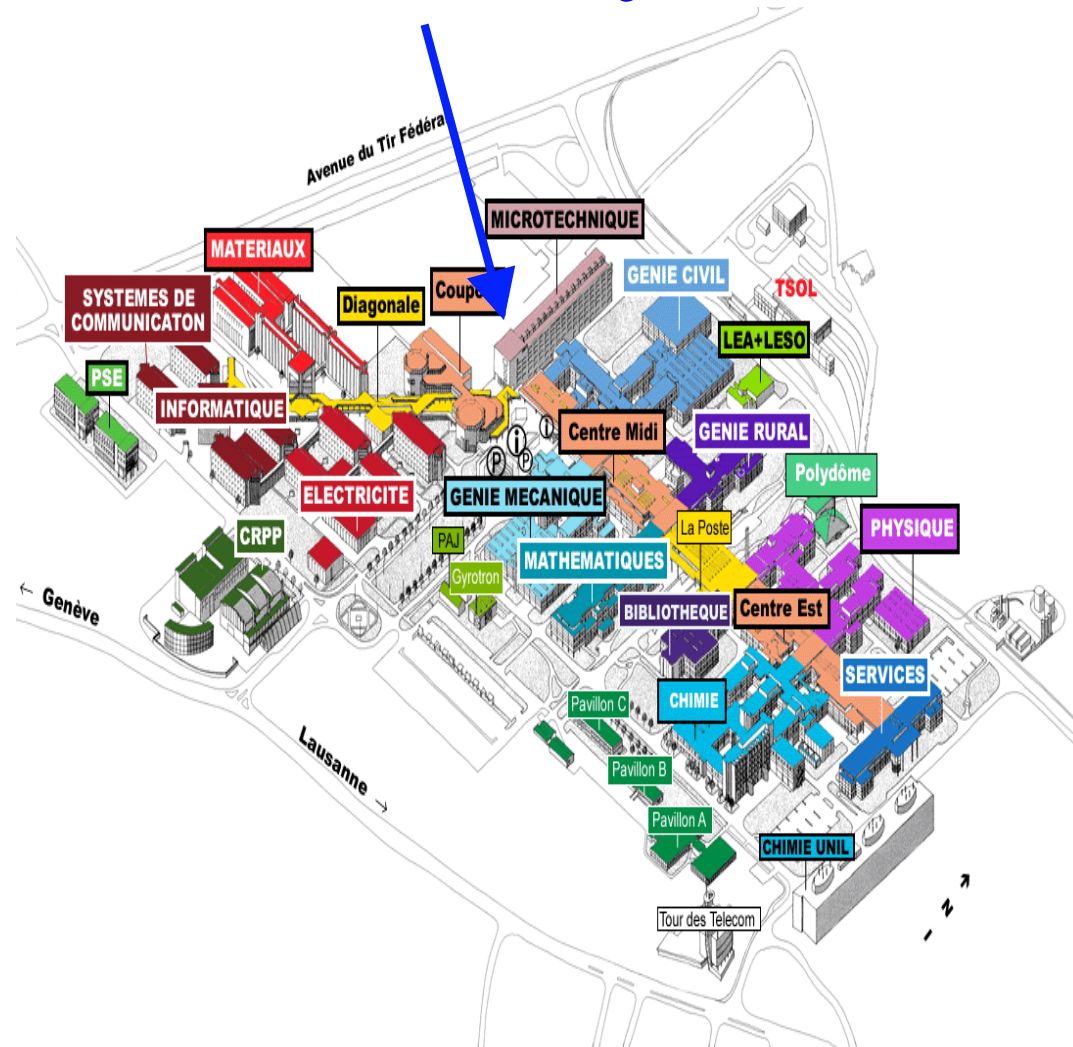 Avenue du Tir Fédéra
MICROTECHNIQUE
MATERIAUX
GENIE CIVIL
SYSTEMES DE
COMMUNICATON
TSOL
Diagonale
LEA+LESO
PSE
INFORMATIQUE
i
i
Centre Midi
GENIE RURAL
P
P
Polydôme
ELECTRICITE
GENIE MECANIQUE
La Poste
PHYSIQUE
CRPP
PAJ
MATHEMATIQUES
Gyrotron
← Genève
BIBLIOTHEQUE
Centre Est
SERVICES
CHIMIE
Pavillon C
Lausanne →
Pavillon B
Pavillon A
CHIMIE UNIL
N
Tour des Telecom